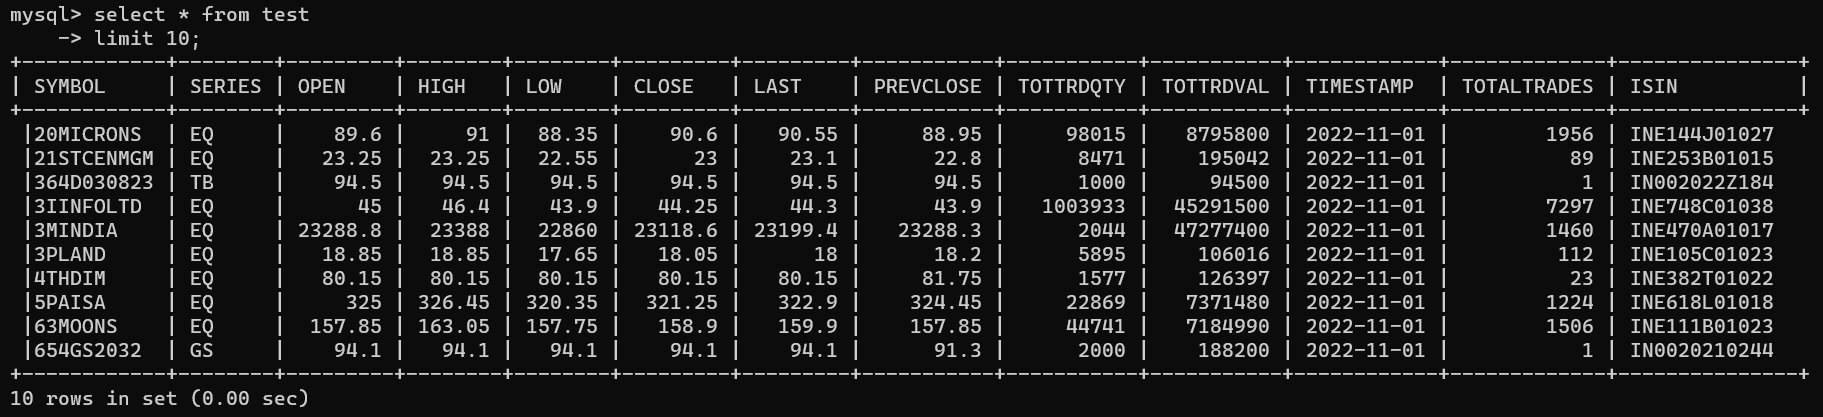 mysql> select * from test
    -> limit 10;
+------------+--------+---------+--------+-------+---------+---------+-----------+-----------+-----------+------------+-------------+---------------+
| SYMBOL     | SERIES | OPEN    | HIGH   | LOW   | CLOSE   | LAST    | PREVCLOSE | TOTTRDQTY | TOTTRDVAL | TIMESTAMP  | TOTALTRADES | ISIN          |
+------------+--------+---------+--------+-------+---------+---------+-----------+-----------+-----------+------------+-------------+---------------+
 |20MICRONS  | EQ     |    89.6 |     91 | 88.35 |    90.6 |   90.55 |     88.95 |     98015 |   8795800 | 2022-11-01 |        1956 | INE144J01027
 |21STCENMGM | EQ     |   23.25 |  23.25 | 22.55 |      23 |    23.1 |      22.8 |      8471 |    195042 | 2022-11-01 |          89 | INE253B01015
 |364D030823 | TB     |    94.5 |   94.5 |  94.5 |    94.5 |    94.5 |      94.5 |      1000 |     94500 | 2022-11-01 |           1 | IN002022Z184
 |3IINFOLTD  | EQ     |      45 |   46.4 |  43.9 |   44.25 |    44.3 |      43.9 |   1003933 |  45291500 | 2022-11-01 |        7297 | INE748C01038
 |3MINDIA    | EQ     | 23288.8 |  23388 | 22860 | 23118.6 | 23199.4 |   23288.3 |      2044 |  47277400 | 2022-11-01 |        1460 | INE470A01017
 |3PLAND     | EQ     |   18.85 |  18.85 | 17.65 |   18.05 |      18 |      18.2 |      5895 |    106016 | 2022-11-01 |         112 | INE105C01023
 |4THDIM     | EQ     |   80.15 |  80.15 | 80.15 |   80.15 |   80.15 |     81.75 |      1577 |    126397 | 2022-11-01 |          23 | INE382T01022
 |5PAISA     | EQ     |     325 | 326.45 | 320.35 |  321.25 |   322.9 |    324.45 |     22869 |   7371480 | 2022-11-01 |        1224 | INE618L01018
 |63MOONS    | EQ     |  157.85 | 163.05 | 157.75 |   158.9 |   159.9 |    157.85 |     44741 |   7184990 | 2022-11-01 |        1506 | INE111B01023
 |654GS2032  | GS     |    94.1 |   94.1 |  94.1 |    94.1 |    94.1 |      91.3 |      2000 |    188200 | 2022-11-01 |           1 | IN0020210244
+------------+--------+---------+--------+-------+---------+---------+-----------+-----------+-----------+------------+-------------+---------------+
10 rows in set (0.00 sec)